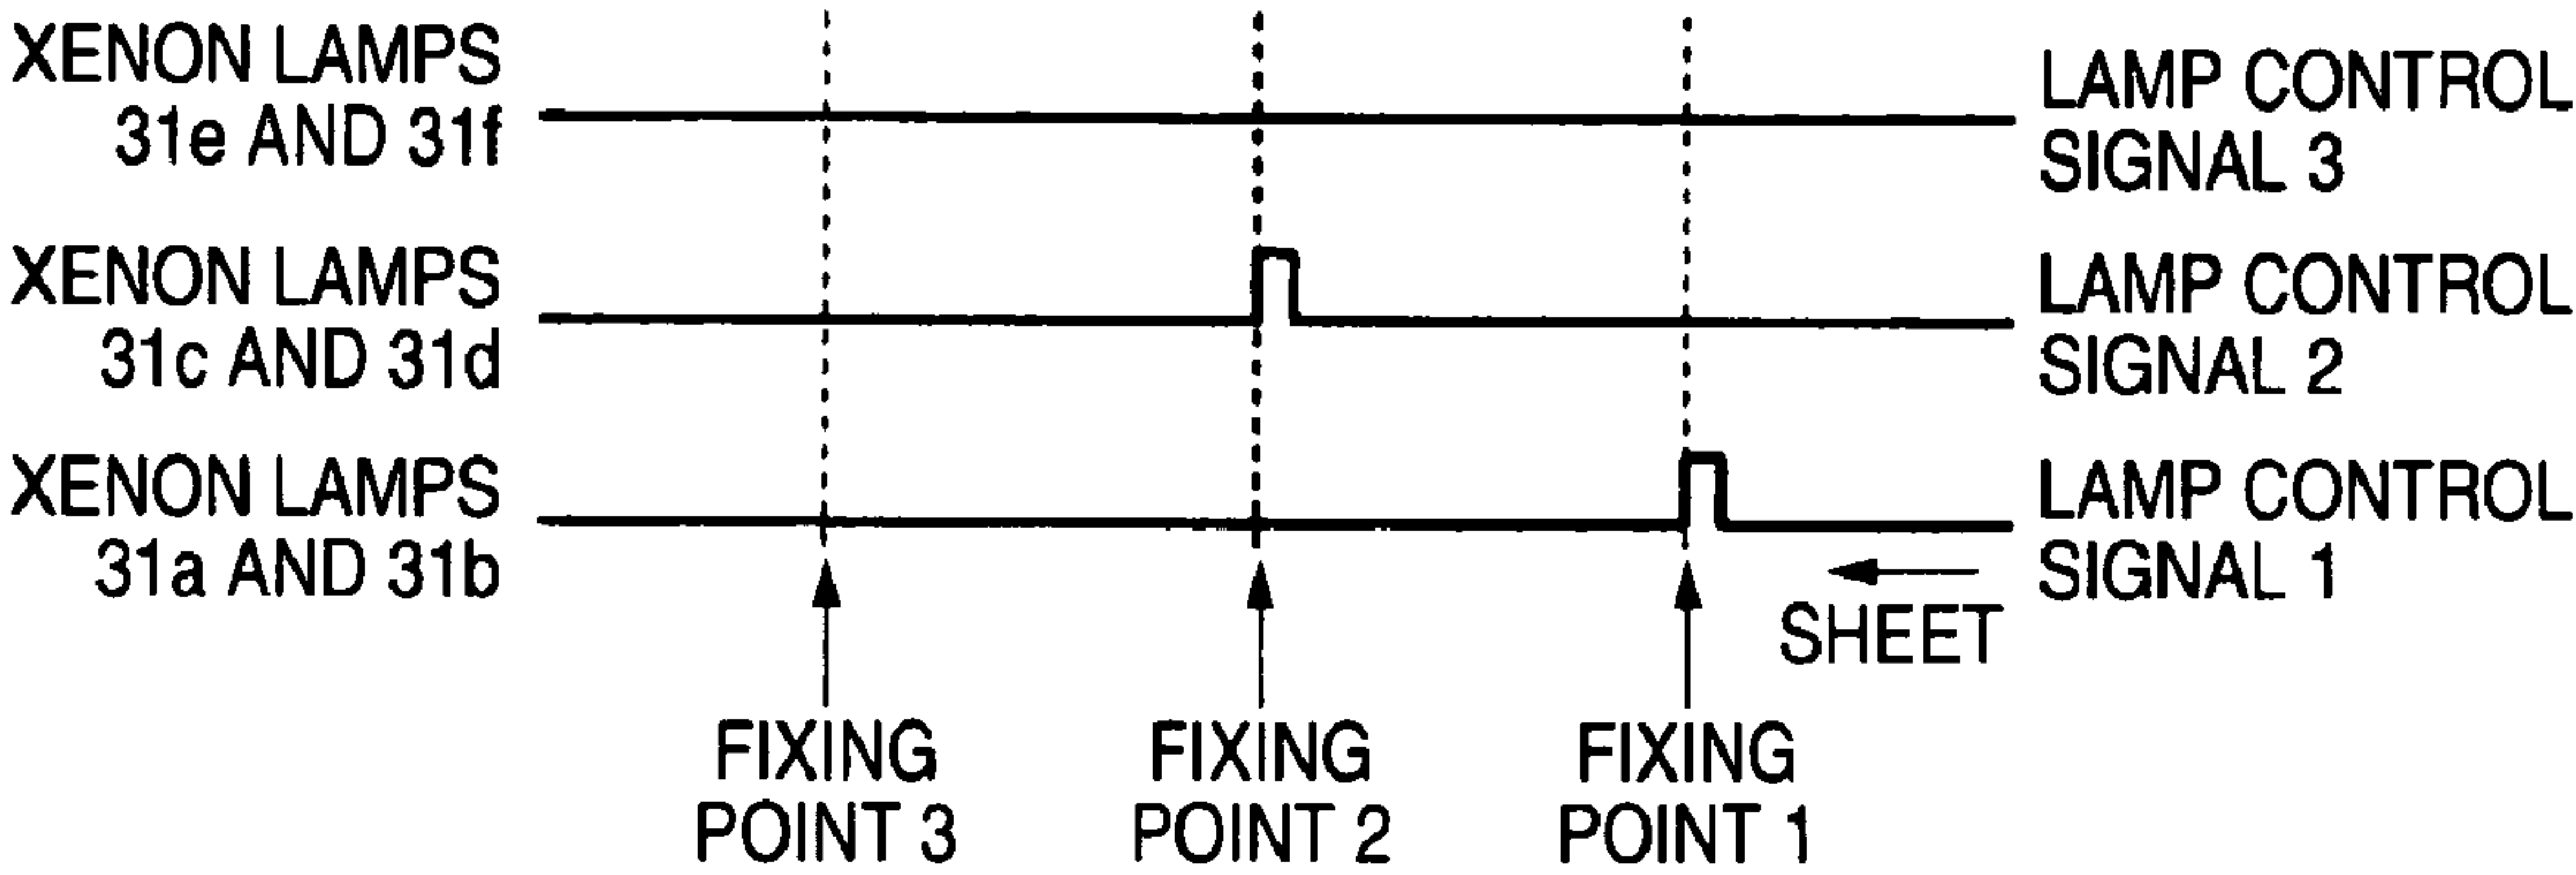 XENON LAMPS
31e AND 31f
LAMP CONTROL
SIGNAL 3
XENON LAMPS
31c AND 31d
LAMP CONTROL
SIGNAL 2
XENON LAMPS
31a AND 31b
LAMP CONTROL
SIGNAL 1
SHEET
FIXING
POINT 3
FIXING
POINT 2
FIXING
POINT 1